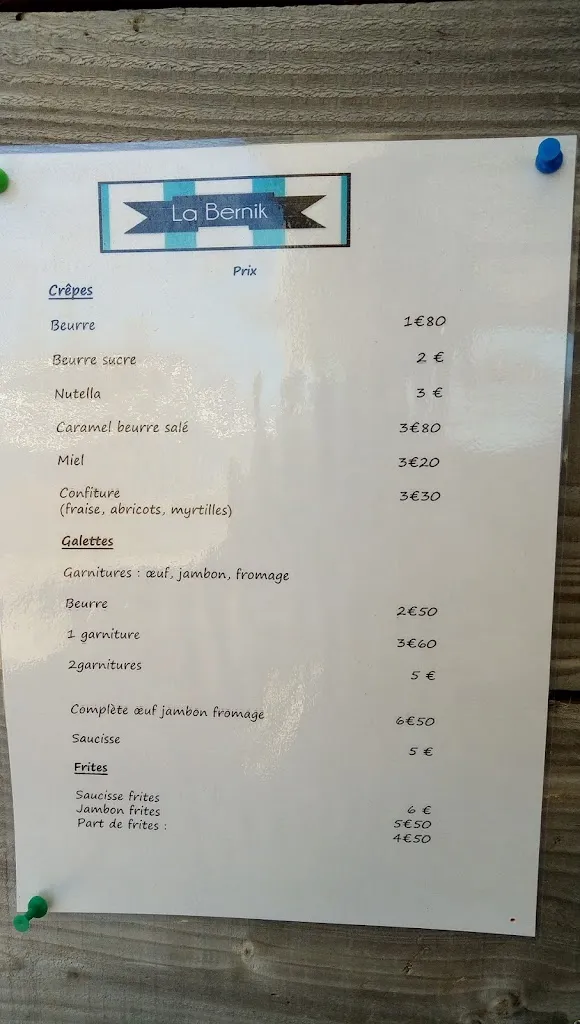 La Bernik
Prix
Crêpes
Beurre 1€80
Beurre sucre 2 €
Nutella 3 €
Caramel beurre salé 3€80
Miel 3€20
Confiture 3€30
(fraise, abricots, myrtilles)
Galettes
Garnitures : œuf, jambon, fromage
Beurre 2€50
1 garniture 3€60
2garnitures 5 €
Complète œuf jambon fromage 6€50
Saucisse 5 €
Frites
Saucisse frites 6 €
Jambon frites 5€50
Part de frites : 4€50